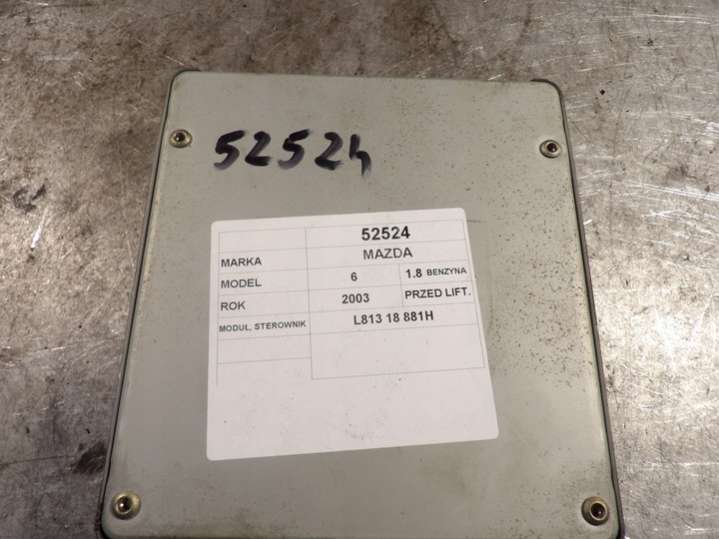 52524
52524
MARKA MAZDA
MODEL 6 1.8 BENZYNA
ROK 2003 PRZED LIFT.
MODUŁ, STEROWNIK L813 18 881H